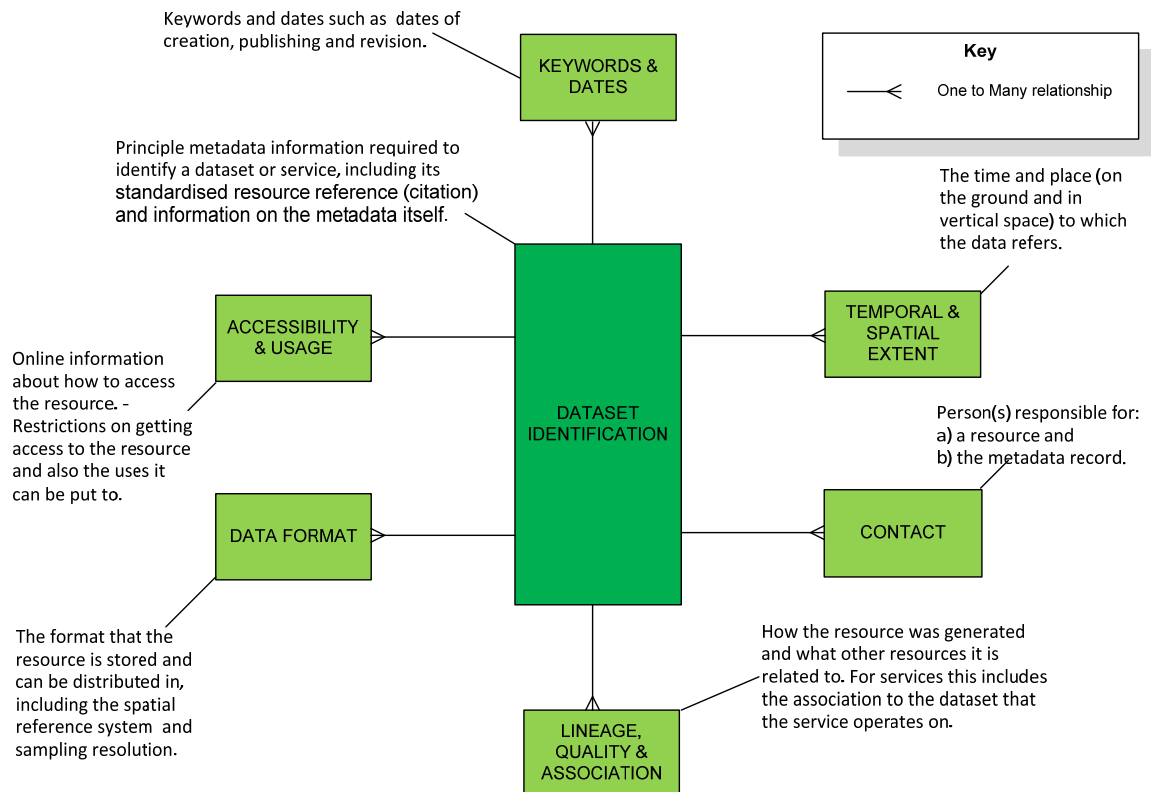 Keywords and dates such as  dates of
creation, publishing and revision.
KEYWORDS &
DATES
Key
One to Many relationship
Principle metadata information required to
identify a dataset or service, including its
standardised resource reference (citation)
and information on the metadata itself.
The time and place (on
the ground and in
vertical space) to which
the data refers.
ACCESSIBILITY
& USAGE
TEMPORAL &
SPATIAL
EXTENT
Online information
about how to access
the resource. -
Restrictions on getting
access to the resource
and also the uses it
can be put to.
DATASET
IDENTIFICATION
Person(s) responsible for:
a) a resource and
b) the metadata record.
DATA FORMAT
CONTACT
The format that the
resource is stored and
can be distributed in,
including the spatial
reference system  and
sampling resolution.
How the resource was generated
and what other resources it is
related to. For services this includes
the association to the dataset that
the service operates on.
LINEAGE,
QUALITY &
ASSOCIATION